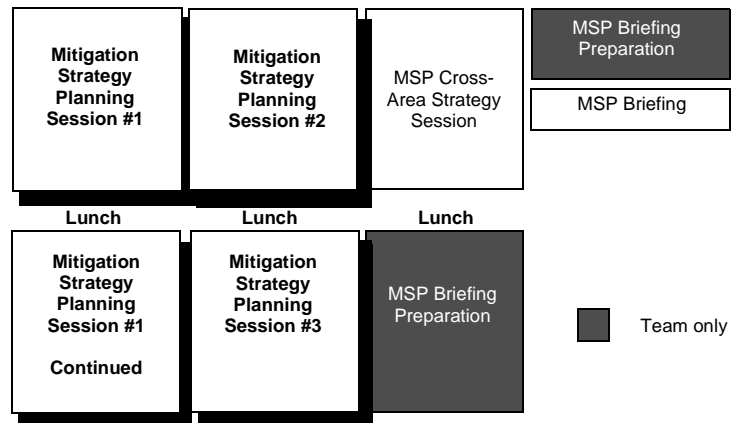 Mitigation
Strategy
Planning
Session #1
Mitigation
Strategy
Planning
Session #2
MSP Cross-
Area Strategy
Session
MSP Briefing
Preparation
MSP Briefing
Lunch
Lunch
Lunch
Mitigation
Strategy
Planning
Session #1
Continued
Mitigation
Strategy
Planning
Session #3
MSP Briefing
Preparation
Team only